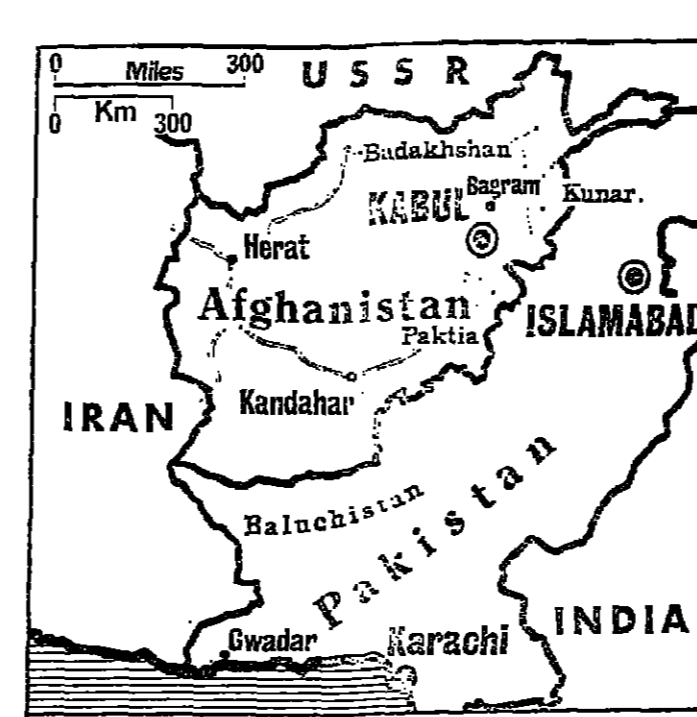 0 Miles 300
Km
0 300
USSR
Badakhshan
KABUL
Bagram
Kunar.
Herat
Afghanistan
ISLAMABAD
Paktia
Kandahar
IRAN
Baluchistan
Pakistan
INDIA
Gwadar
Karachi